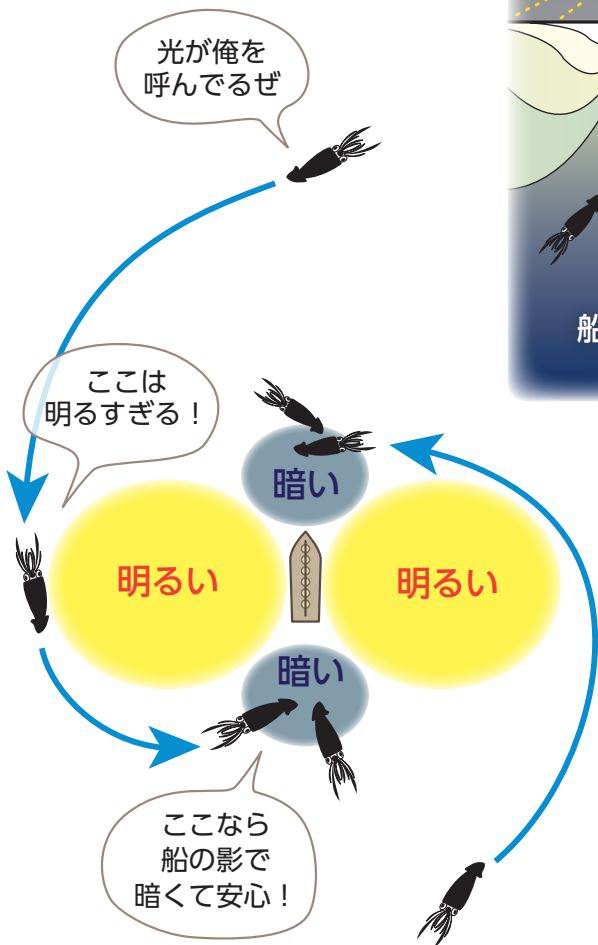 光が俺を
呼んでるぜ
ここは
明るすぎる！
暗い
明るい
明るい
暗い
ここなら
船の影で
暗くて安心！
船